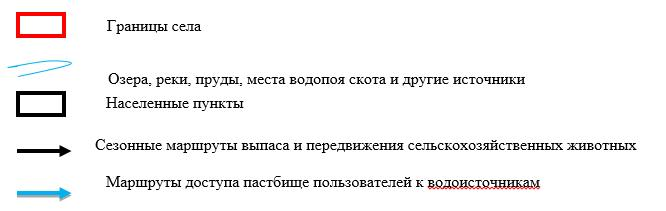 Границы села
Озера, реки, пруды, места водопоя скота и другие источники
Населенные пункты
Сезонные маршруты выпаса и передвижения сельскохозяйственных животных
Маршруты доступа пастбище пользователей к водоисточникам